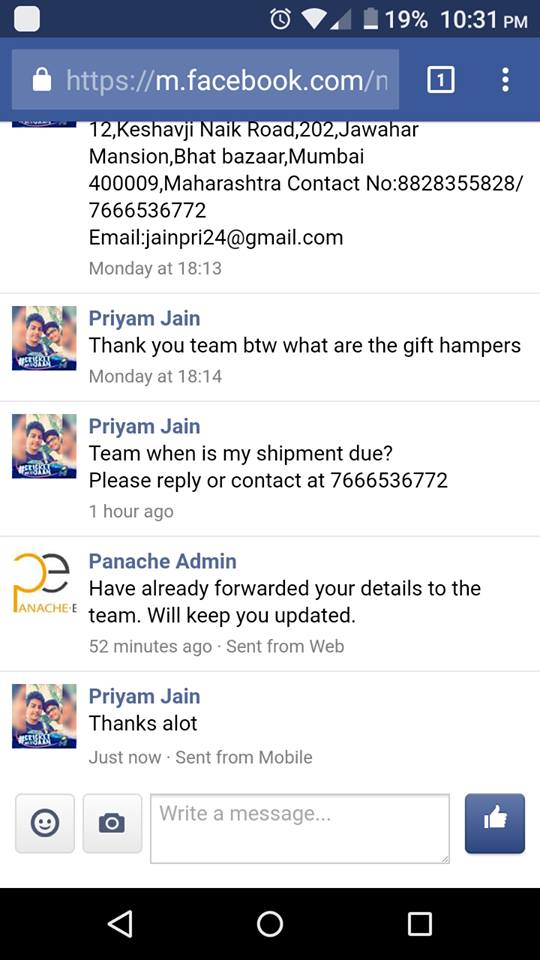 19% 10:31 PM
https://m.facebook.com/n
1
12,Keshavji Naik Road,202,Jawahar
Mansion,Bhat bazaar,Mumbai
400009,Maharashtra Contact No:8828355828/
7666536772
Email:jainpri24@gmail.com
Monday at 18:13
Priyam Jain
Thank you team btw what are the gift hampers
Monday at 18:14
Priyam Jain
Team when is my shipment due?
Please reply or contact at 7666536772
1 hour ago
Panache Admin
Have already forwarded your details to the
team. Will keep you updated.
PANACHE·E
52 minutes ago · Sent from Web
Priyam Jain
Thanks alot
Just now · Sent from Mobile
Write a message...